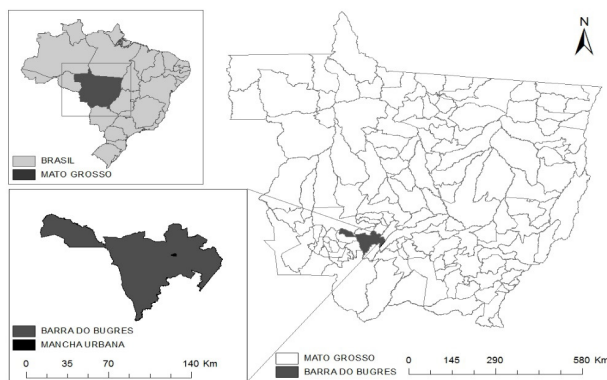 N
BRASIL
MATO GROSSO
BARRA DO BUGRES
MANCHA URBANA
0 35 70 140 Km
MATO GROSSO
BARRA DO BUGRES
0 145 290 580 Km